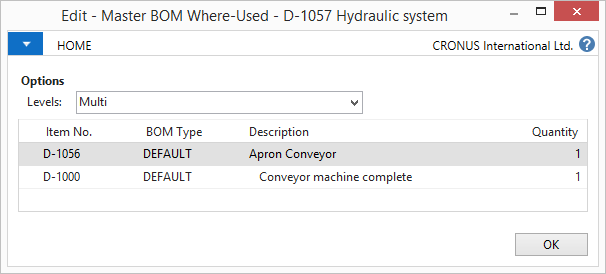 Edit - Master BOM Where-Used - D-1057 Hydraulic system
HOME
CRONUS International Ltd. ?
Options
Levels: Multi
Item No. BOM Type Description Quantity
D-1056 DEFAULT Apron Conveyor 1
D-1000 DEFAULT Conveyor machine complete 1
OK